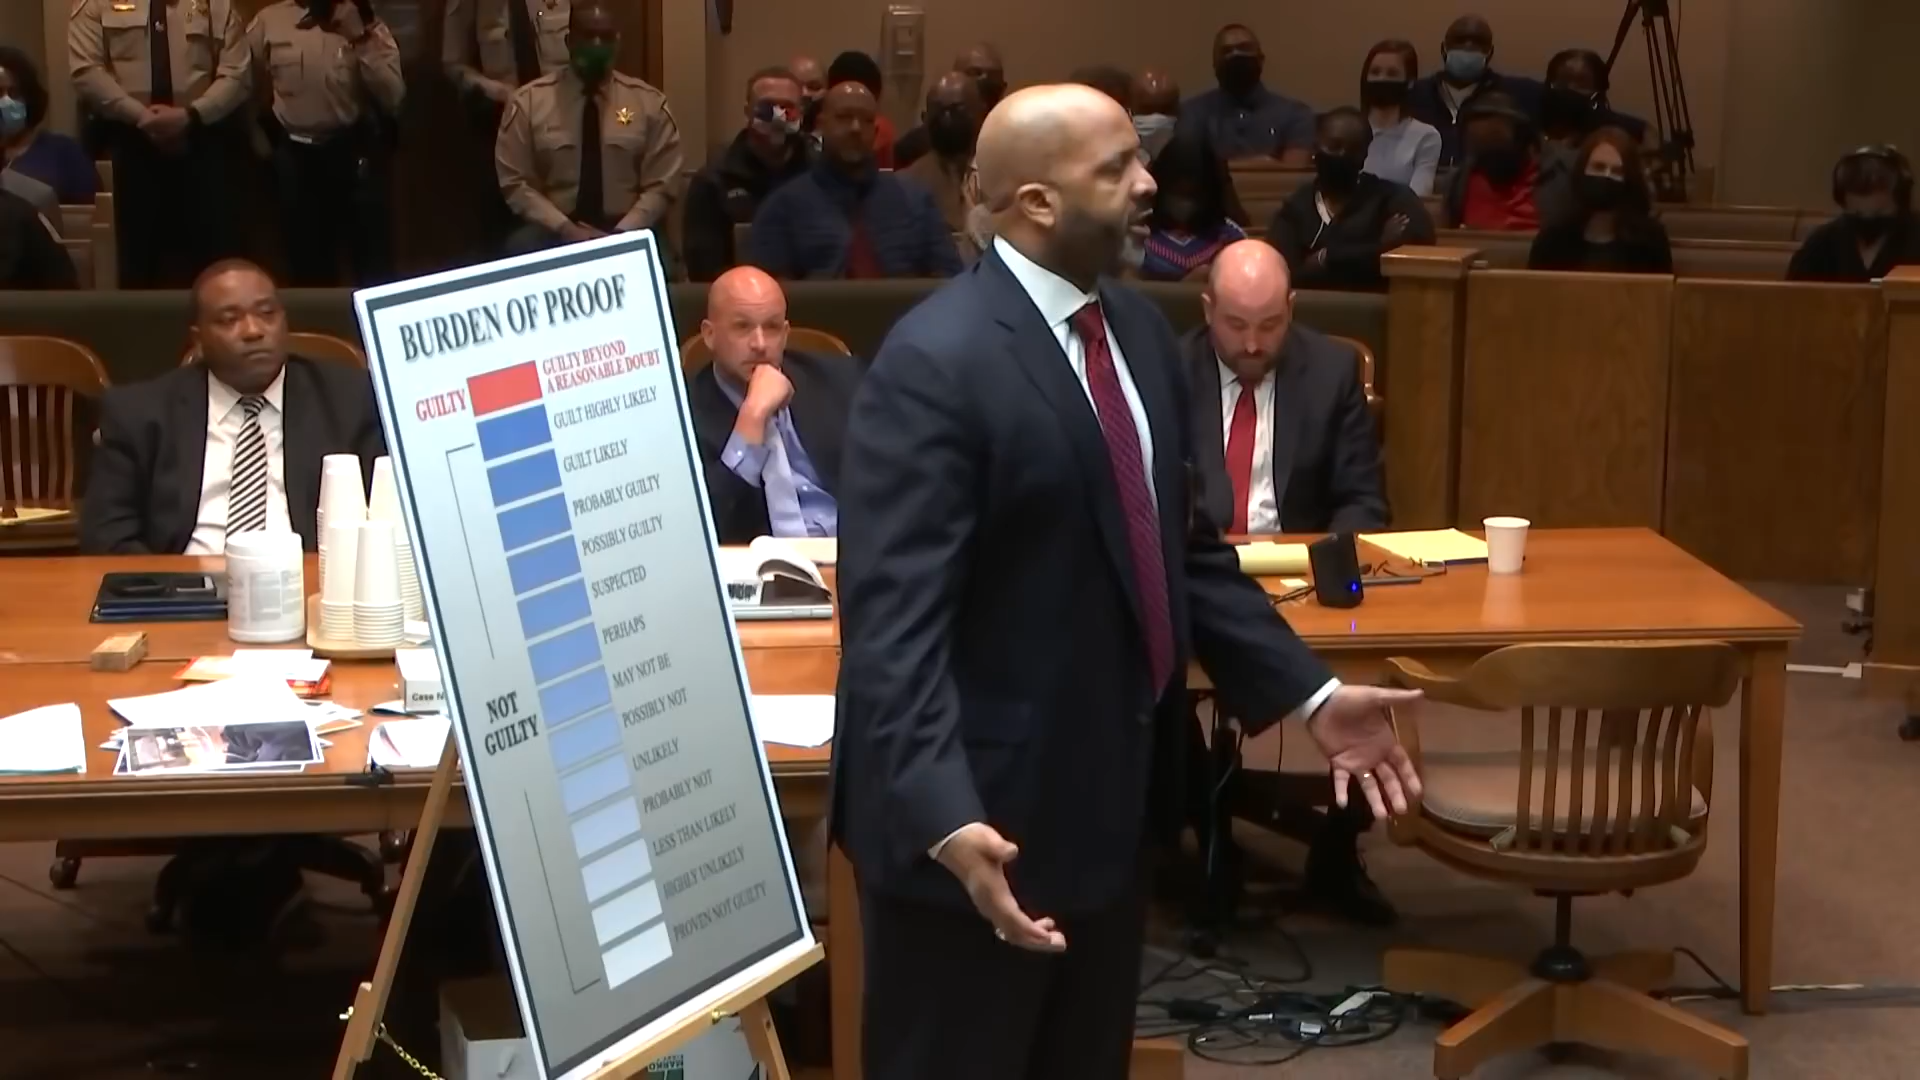 BURDEN OF PROOF
GUILTY
GUILTY BEYOND
A REASONABLE DOUBT
GUILT HIGHLY LIKELY
GUILT LIKELY
PROBABLY GUILTY
POSSIBLY GUILTY
SUSPECTED
PERHAPS
MAY NOT BE
POSSIBLY NOT
NOT
GUILTY
UNLIKELY
PROBABLY NOT
LESS THAN LIKELY
HIGHLY UNLIKELY
PROVEN NOT GUILTY
Case N